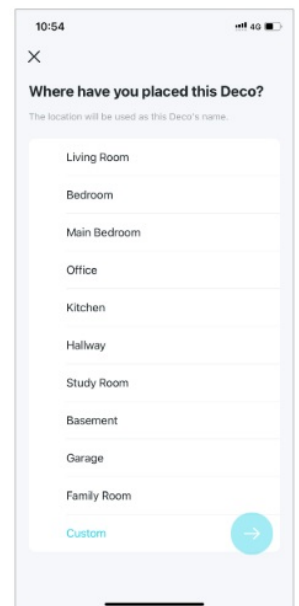 10:54
4G
Where have you placed this Deco?
The location will be used as this Deco's name.
Living Room
Bedroom
Main Bedroom
Office
Kitchen
Hallway
Study Room
Basement
Garage
Family Room
Custom